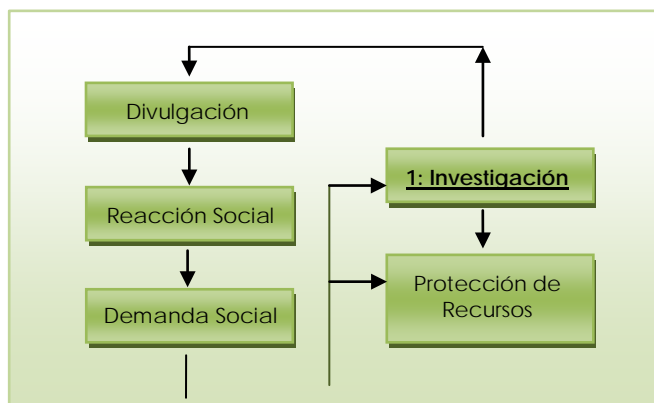 Divulgación
Reacción Social
Demanda Social
1: Investigación
Protección de
Recursos